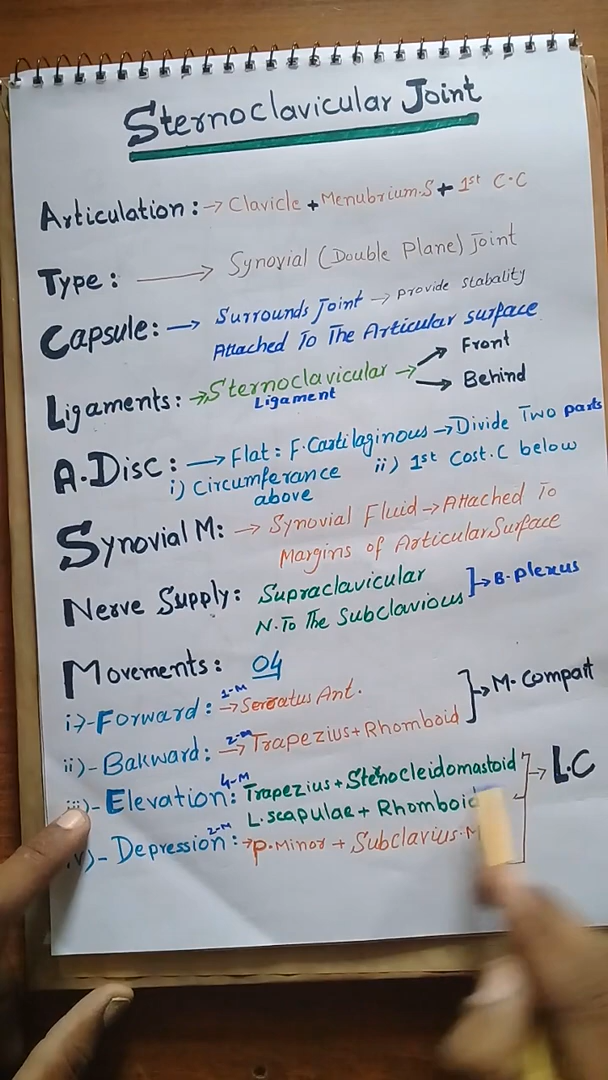 Sternoclavicular Joint
Articulation: → Clavicle + Menubrium.S + 1st C.C
Type: → Synovial (Double Plane) Joint
Capsule: → Surrounds Joint → provide stabality
Attached To The Articular surface
Ligaments: → Sternoclavicular → Front
Ligament → Behind
A.Disc: → Flat: F.Cartilaginous → Divide Two parts
i) Circumferance above ii) 1st Cost.C below
Synovial M: → Synovial Fluid → Attached To
Margins of Articular Surface
Nerve Supply: Supraclavicular
N.To The Subclavious ]→ B.plexus
Movements: 04
i)- Forward: 1-M → Serratus Ant.
ii)- Bakward: 2-M → Trapezius + Rhomboid ]→ M. Compart
iii)- Elevation: 4-M Trapezius + Stenocleidomastoid → L.C
L.scapulae + Rhomboid
iv)- Depression: 2-M → P.Minor + Subclavius.M